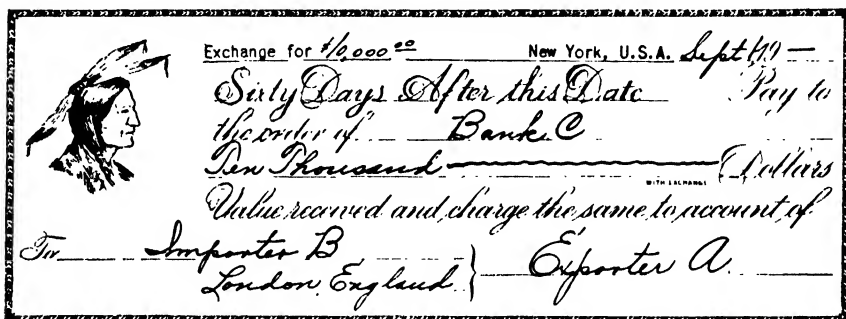 Exchange for $10,000.00 New York, U.S.A. Sept 1, 19 —
Sixty Days After this Date Pay to
the order of Bank C
Ten Thousand Dollars
WITH EXCHANGE
Value received and charge the same to account of
To Importer B
London, England. Exporter A.